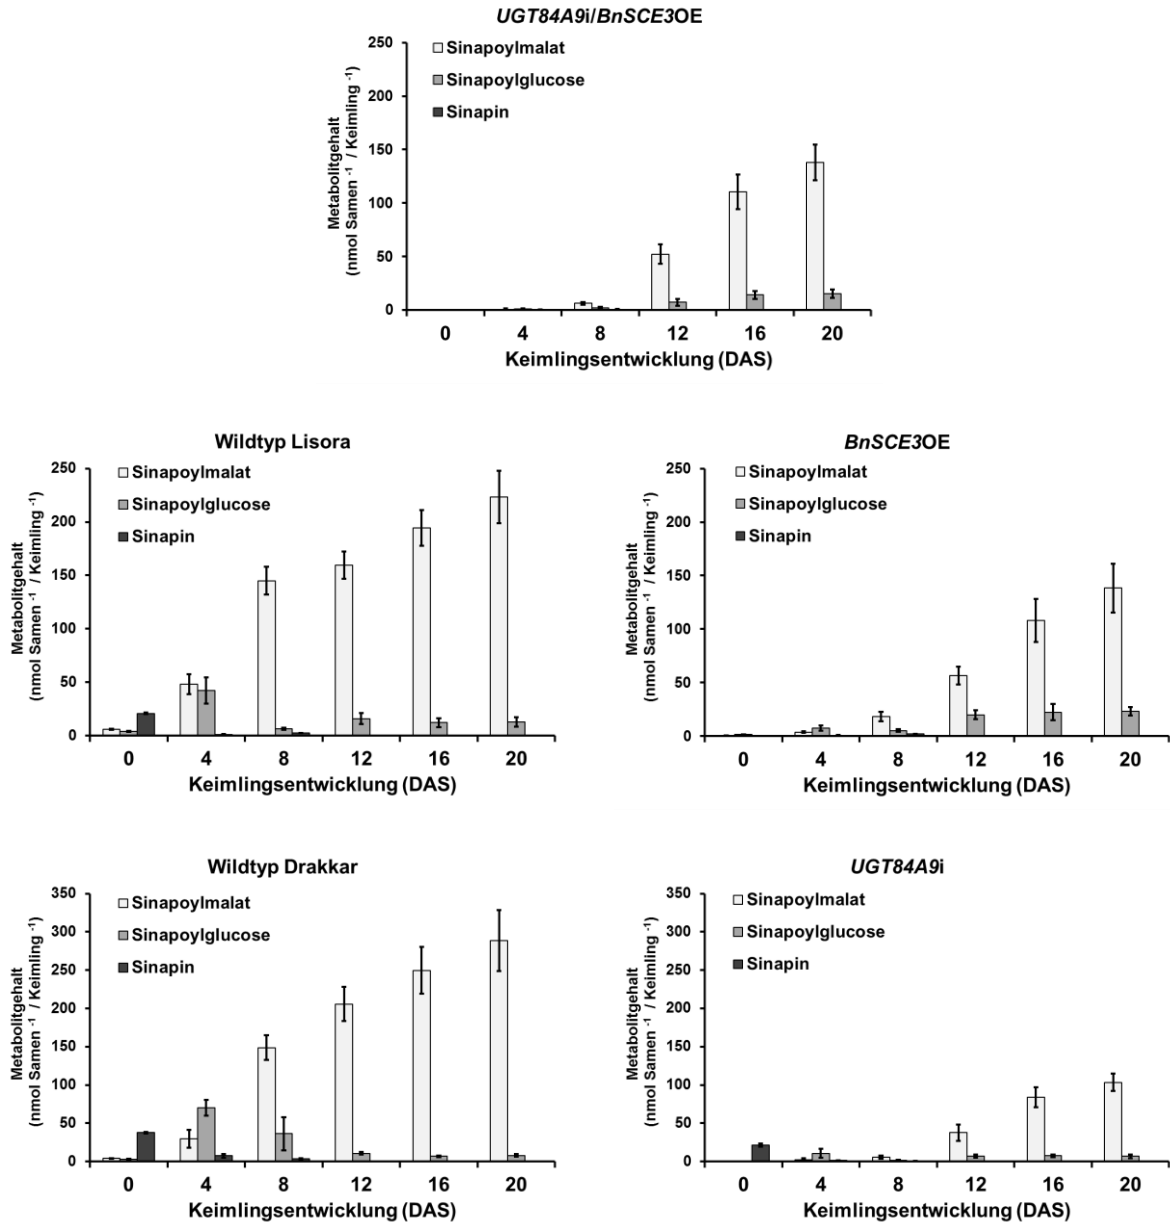 UGT84A9i/BnSCE3OE
Metabolitgehalt
(nmol Samen ⁻¹ / Keimling ⁻¹)
250
200
150
100
50
0
Sinapoylmalat
Sinapoylglucose
Sinapin
0 4 8 12 16 20
Keimlingsentwicklung (DAS)
Wildtyp Lisora
Metabolitgehalt
(nmol Samen ⁻¹ / Keimling ⁻¹)
250
200
150
100
50
0
Sinapoylmalat
Sinapoylglucose
Sinapin
0 4 8 12 16 20
Keimlingsentwicklung (DAS)
BnSCE3OE
Metabolitgehalt
(nmol Samen ⁻¹ / Keimling ⁻¹)
250
200
150
100
50
0
Sinapoylmalat
Sinapoylglucose
Sinapin
0 4 8 12 16 20
Keimlingsentwicklung (DAS)
Wildtyp Drakkar
Metabolitgehalt
(nmol Samen ⁻¹ / Keimling ⁻¹)
350
300
250
200
150
100
50
0
Sinapoylmalat
Sinapoylglucose
Sinapin
0 4 8 12 16 20
Keimlingsentwicklung (DAS)
UGT84A9i
Metabolitgehalt
(nmol Samen ⁻¹ / Keimling ⁻¹)
350
300
250
200
150
100
50
0
Sinapoylmalat
Sinapoylglucose
Sinapin
0 4 8 12 16 20
Keimlingsentwicklung (DAS)